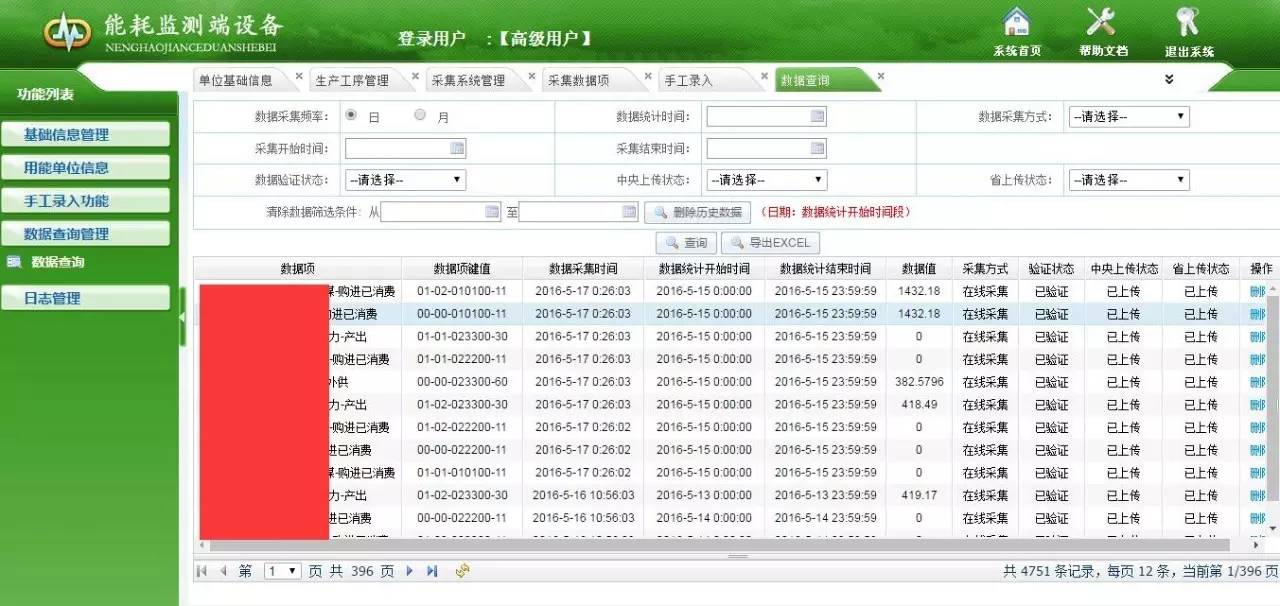 能耗监测端设备
NENGHAOJIANCEDUANSHEBEI
登录用户 ：【高级用户】
系统首页 帮助文档 退出系统
功能列表
单位基础信息 × 生产工序管理 × 采集系统管理 × 采集数据项 × 手工录入 × 数据查询 ×
基础信息管理
用能单位信息
手工录入功能
数据查询管理
数据查询
日志管理
数据采集频率： 日 月 数据统计时间： 数据采集方式： --请选择--
采集开始时间： 采集结束时间：
数据验证状态： --请选择-- 中央上传状态： --请选择-- 省上传状态： --请选择--
清除数据筛选条件： 从 至 删除历史数据 （日期：数据统计开始时间段）
查询 导出EXCEL
数据项 数据项键值 数据采集时间 数据统计开始时间 数据统计结束时间 数据值 采集方式 验证状态 中央上传状态 省上传状态 操作
-购进已消费 01-02-010100-11 2016-5-17 0:26:03 2016-5-15 0:00:00 2016-5-15 23:59:59 1432.18 在线采集 已验证 已上传 已上传 删
进已消费 00-00-010100-11 2016-5-17 0:26:03 2016-5-15 0:00:00 2016-5-15 23:59:59 1432.18 在线采集 已验证 已上传 已上传 删
力-产出 01-02-023300-30 2016-5-17 0:26:03 2016-5-15 0:00:00 2016-5-15 23:59:59 0 在线采集 已验证 已上传 已上传 删
-购进已消费 01-01-022200-11 2016-5-17 0:26:03 2016-5-15 0:00:00 2016-5-15 23:59:59 0 在线采集 已验证 已上传 已上传 删
外供 00-00-023300-60 2016-5-17 0:26:03 2016-5-15 0:00:00 2016-5-15 23:59:59 382.5796 在线采集 已验证 已上传 已上传 删
力-产出 01-02-023300-30 2016-5-17 0:26:03 2016-5-15 0:00:00 2016-5-15 23:59:59 418.49 在线采集 已验证 已上传 已上传 删
-购进已消费 01-02-022200-11 2016-5-17 0:26:02 2016-5-15 0:00:00 2016-5-15 23:59:59 0 在线采集 已验证 已上传 已上传 删
进已消费 00-00-022200-11 2016-5-17 0:26:02 2016-5-15 0:00:00 2016-5-15 23:59:59 0 在线采集 已验证 已上传 已上传 删
-购进已消费 01-01-010100-11 2016-5-17 0:26:02 2016-5-15 0:00:00 2016-5-15 23:59:59 0 在线采集 已验证 已上传 已上传 删
力-产出 01-02-023300-30 2016-5-16 10:56:03 2016-5-13 0:00:00 2016-5-13 23:59:59 419.17 在线采集 已验证 已上传 已上传 删
进已消费 00-00-022200-11 2016-5-16 10:56:03 2016-5-14 0:00:00 2016-5-14 23:59:59 0 在线采集 已验证 已上传 已上传 删
第 1 页 共 396 页 共 4751 条记录，每页 12 条，当前第 1/396 页